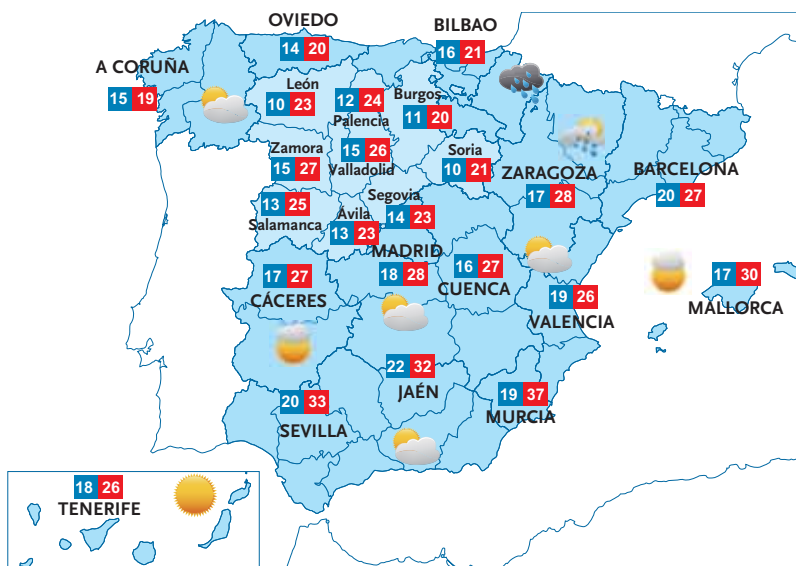 OVIEDO
14 20
BILBAO
16 21
A CORUÑA
15 19
León
10 23
12 24
Palencia
Burgos
11 20
Zamora
15 27
15 26
Valladolid
Soria
10 21
ZARAGOZA
17 28
BARCELONA
20 27
13 25
Salamanca
Ávila
13 23
Segovia
14 23
MADRID
18 28
16 27
CUENCA
17 27
CÁCERES
19 26
VALENCIA
17 30
MALLORCA
22 32
JAÉN
20 33
SEVILLA
19 37
MURCIA
18 26
TENERIFE